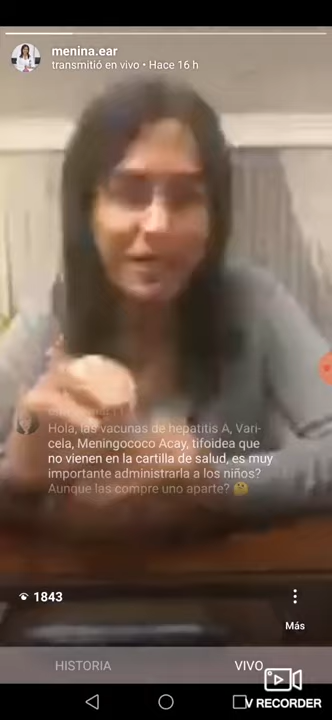 menina.ear
transmitió en vivo • Hace 16 h
Hola, las vacunas de hepatitis A, Vari-
cela, Meningococo Acay, tifoidea que
no vienen en la cartilla de salud, es muy
importante administrarla a los niños?
Aunque las compre uno aparte? 🤔
1843
Más
HISTORIA
VIVO
V RECORDER